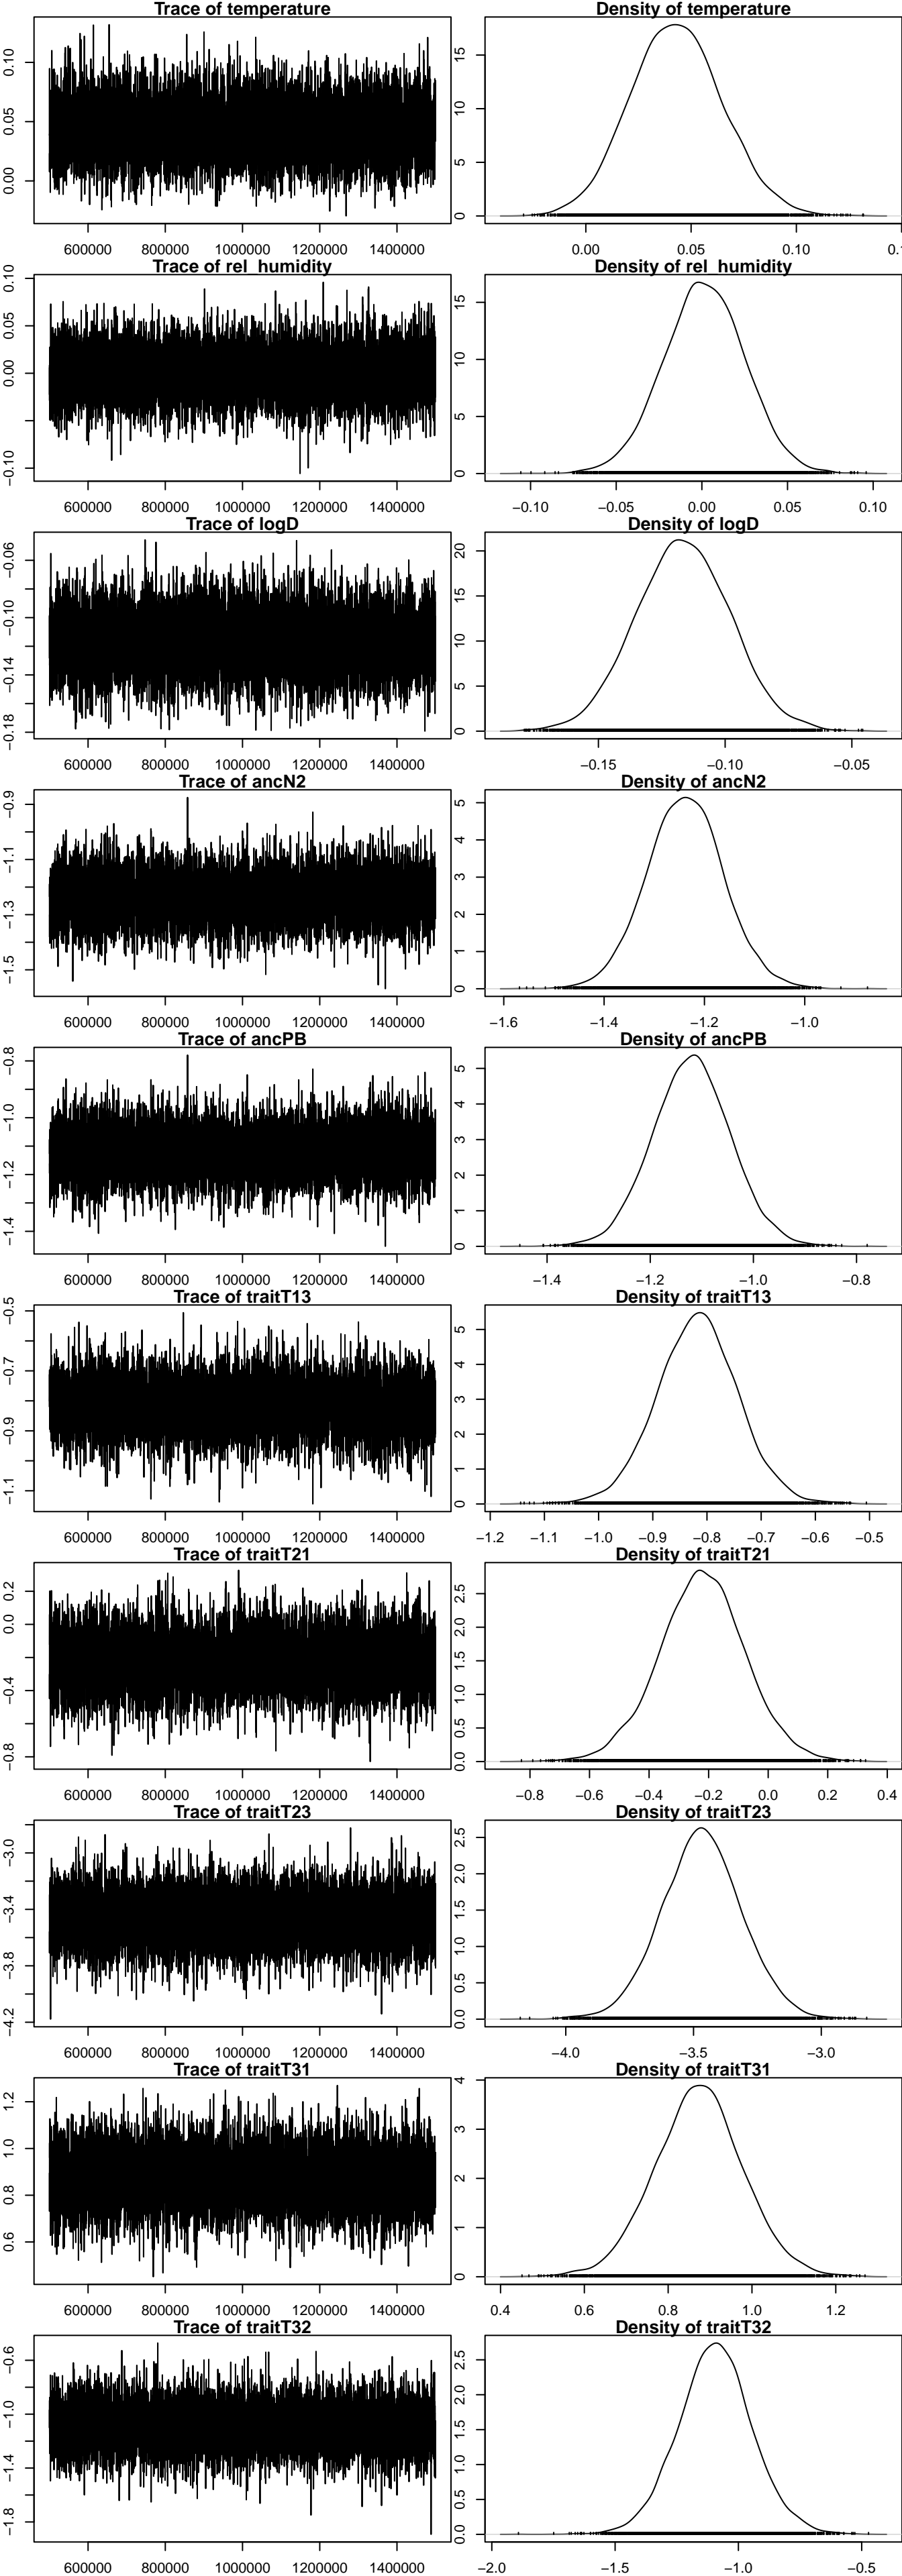 Trace of temperature Density of temperature
0.00 0.05 0.10 0 5 10 15
600000 800000 1000000 1200000 1400000 0.00 0.05 0.10
Trace of rel_humidity Density of rel_humidity
−0.10 0.00 0.05 0.10 0 5 10 15
600000 800000 1000000 1200000 1400000 −0.10 −0.05 0.00 0.05 0.10
Trace of logD Density of logD
−0.18 −0.14 −0.10 −0.06 0 5 10 15 20
600000 800000 1000000 1200000 1400000 −0.15 −0.10 −0.05
Trace of ancN2 Density of ancN2
−1.5 −1.3 −1.1 −0.9 0 1 2 3 4 5
600000 800000 1000000 1200000 1400000 −1.6 −1.4 −1.2 −1.0
Trace of ancPB Density of ancPB
−1.4 −1.2 −1.0 −0.8 0 1 2 3 4 5
600000 800000 1000000 1200000 1400000 −1.4 −1.2 −1.0 −0.8
Trace of traitT13 Density of traitT13
−1.1 −0.9 −0.7 −0.5 0 1 2 3 4 5
600000 800000 1000000 1200000 1400000 −1.2 −1.1 −1.0 −0.9 −0.8 −0.7 −0.6 −0.5
Trace of traitT21 Density of traitT21
−0.8 −0.4 0.0 0.2 0.0 0.5 1.0 1.5 2.0 2.5
600000 800000 1000000 1200000 1400000 −0.8 −0.6 −0.4 −0.2 0.0 0.2 0.4
Trace of traitT23 Density of traitT23
−4.2 −3.8 −3.4 −3.0 0.0 0.5 1.0 1.5 2.0 2.5
600000 800000 1000000 1200000 1400000 −4.0 −3.5 −3.0
Trace of traitT31 Density of traitT31
0.6 0.8 1.0 1.2 0 1 2 3 4
600000 800000 1000000 1200000 1400000 0.4 0.6 0.8 1.0 1.2
Trace of traitT32 Density of traitT32
−1.8 −1.4 −1.0 −0.6 0.0 0.5 1.0 1.5 2.0 2.5
600000 800000 1000000 1200000 1400000 −2.0 −1.5 −1.0 −0.5